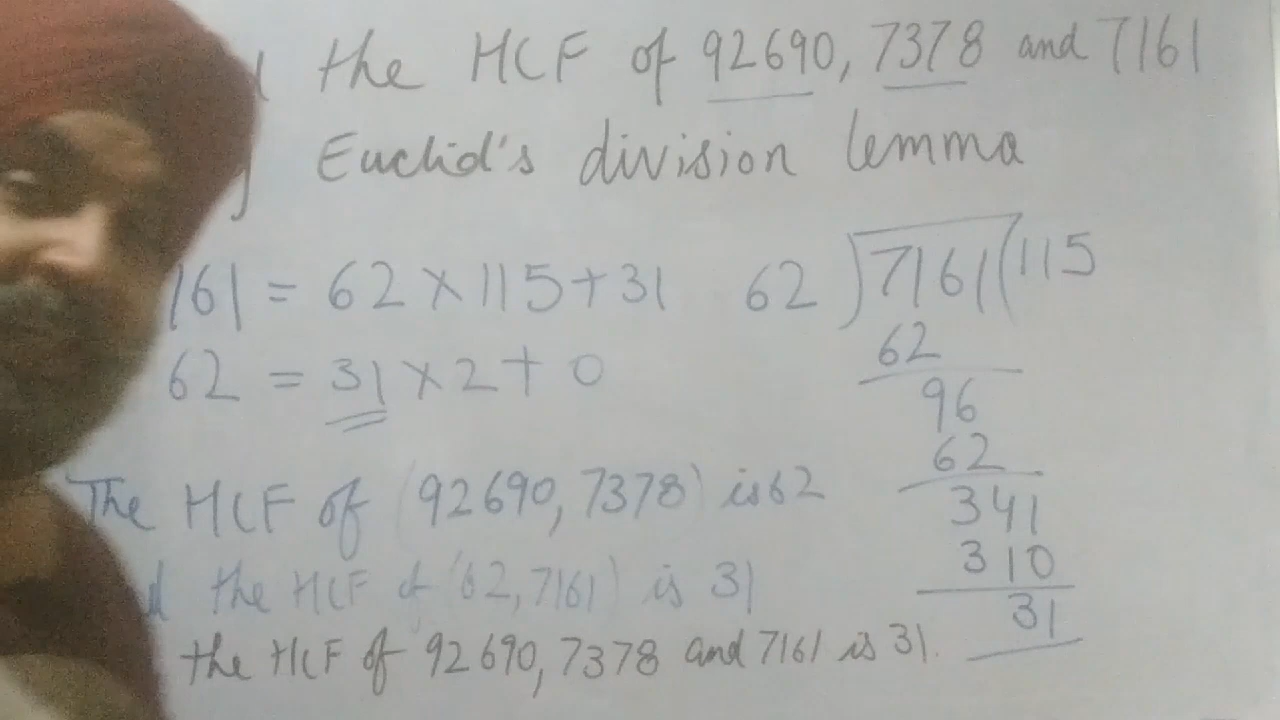 the HCF of 92690, 7378 and 7161
Euclid's division lemma
161 = 62 × 115 + 31
62 = 31 × 2 + 0
62 ) 7161 ( 115
62
96
62
341
310
31
The HCF of (92690, 7378) is 62
the HCF of (62, 7161) is 31
the HCF of 92690, 7378 and 7161 is 31.